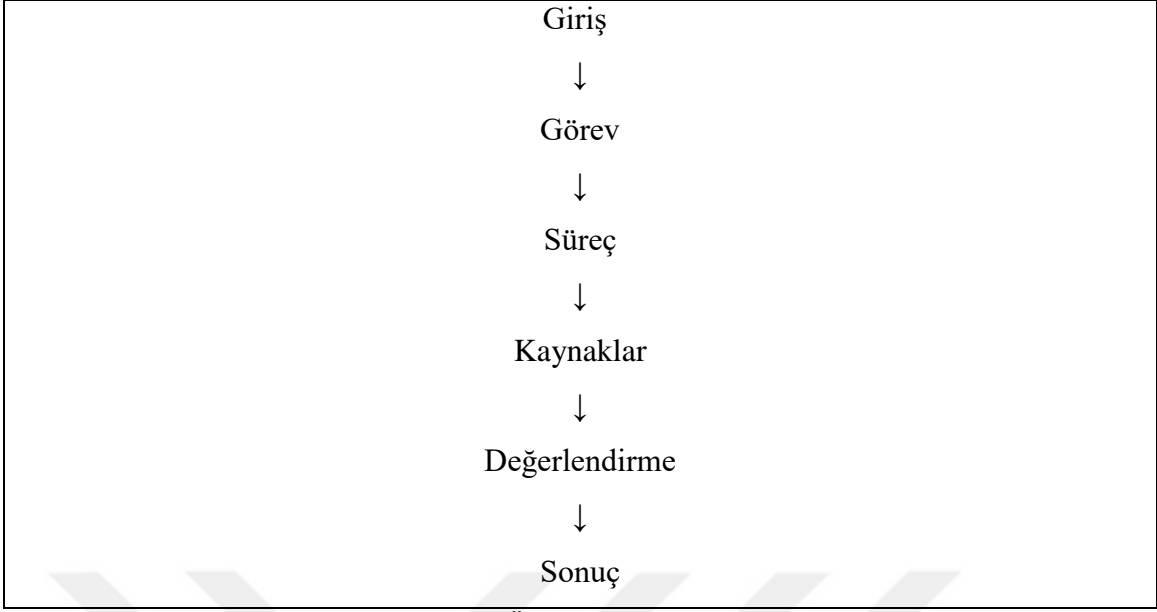 Giriş
↓
Görev
↓
Süreç
↓
Kaynaklar
↓
Değerlendirme
↓
Sonuç